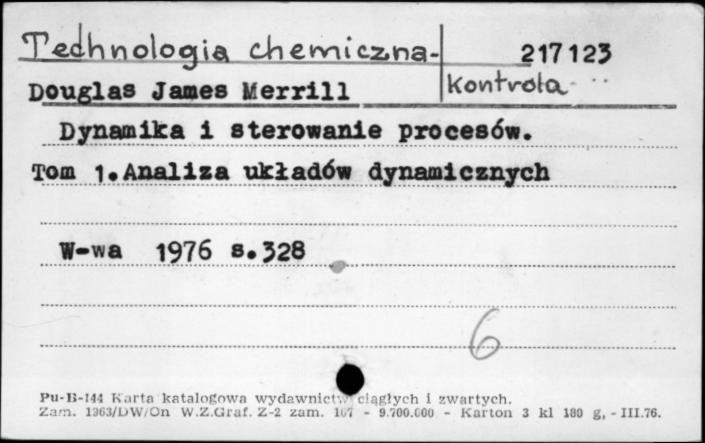 Technologia chemiczna- 217123
Kontrola
Douglas James Merrill
Dynamika i sterowanie procesów.
Tom 1.Analiza układów dynamicznych
W-wa 1976 s.328
6
Pu-B-144 Karta katalogowa wydawnictw ciągłych i zwartych.
Zam. 1363/DW/On W.Z.Graf. Z-2 zam. 107 - 9.700.000 - Karton 3 kl 180 g, - III.76.